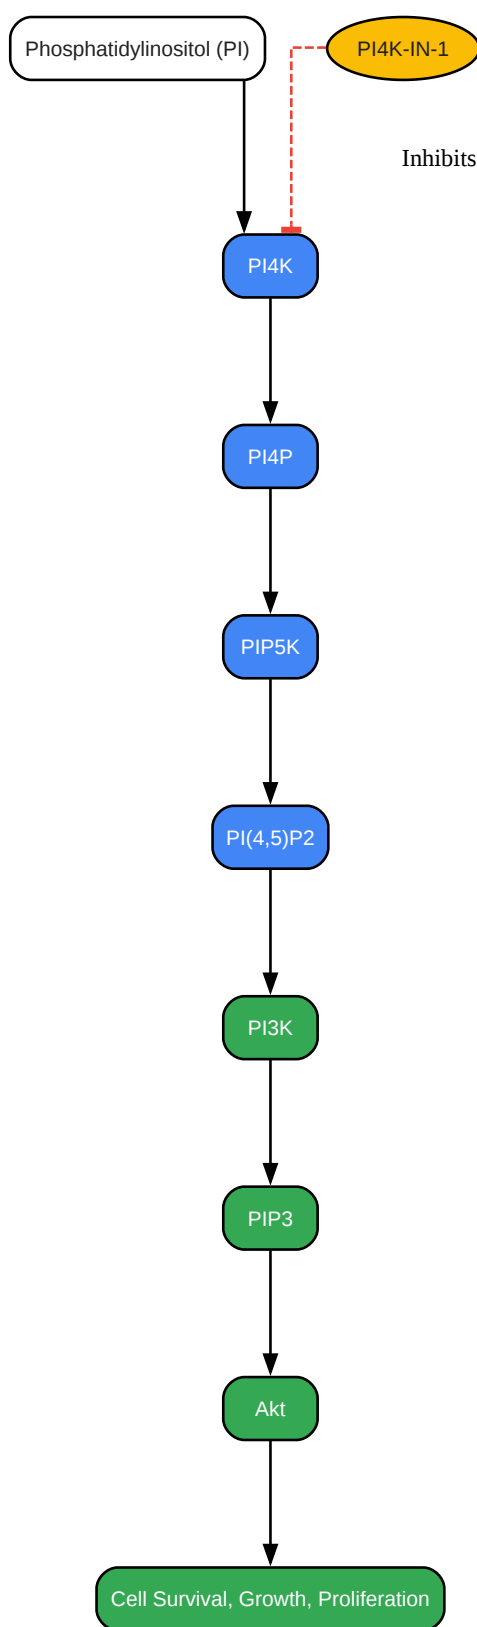 Phosphatidylinositol (PI)
PI4K-IN-1
Inhibits
PI4K
PI4P
PIP5K
PI(4,5)P2
PI3K
PIP3
Akt
Cell Survival, Growth, Proliferation